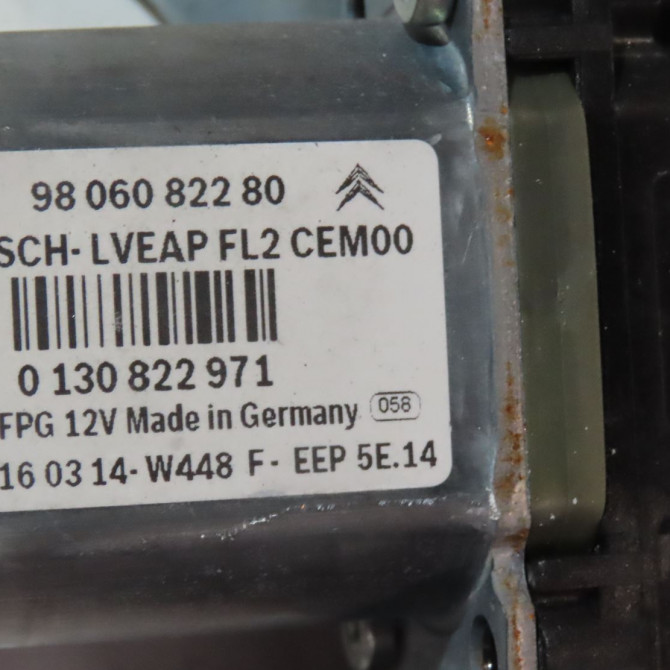 98 060 822 80
SCH- LVEAP FL2 CEM00
0 130 822 971
FPG 12V Made in Germany 058
16 03 14- W448 F- EEP 5E.14